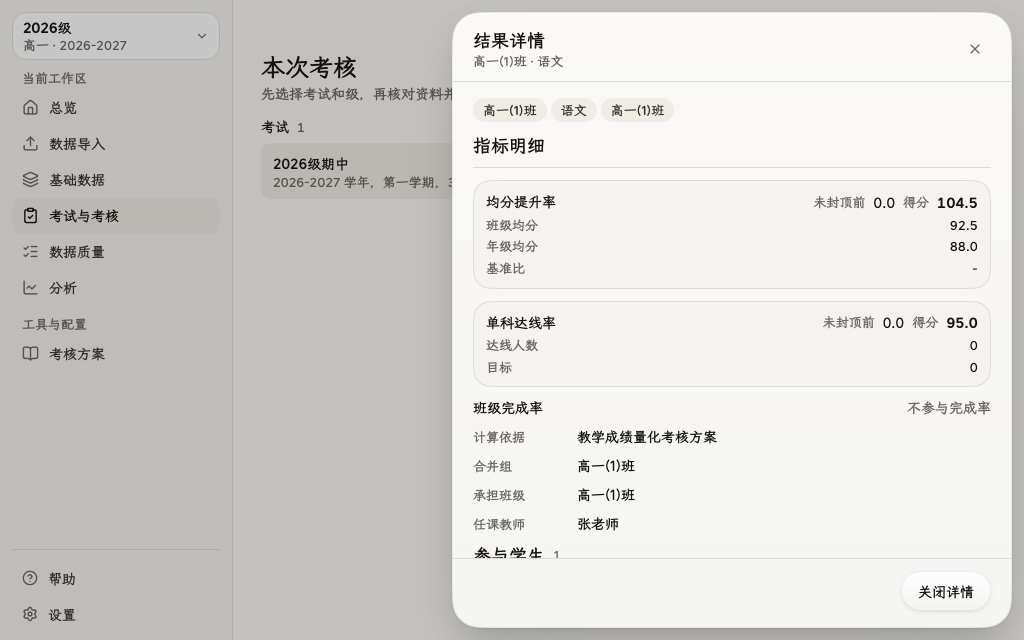 2026级
高一 · 2026-2027
当前工作区
总览
数据导入
基础数据
考试与考核
数据质量
分析
工具与配置
考核方案
帮助
设置
本次考核
先选择考试和级，再核对资料并
考试 1
2026级期中
2026-2027 学年，第一学期，3
结果详情
高一(1)班 · 语文
高一(1)班 语文 高一(1)班
指标明细
均分提升率 未封顶前 0.0 得分 104.5
班级均分 92.5
年级均分 88.0
基准比 -
单科达线率 未封顶前 0.0 得分 95.0
达线人数 0
目标 0
班级完成率 不参与完成率
计算依据 教学成绩量化考核方案
合并组 高一(1)班
承担班级 高一(1)班
任课教师 张老师
参与学生 1
关闭详情